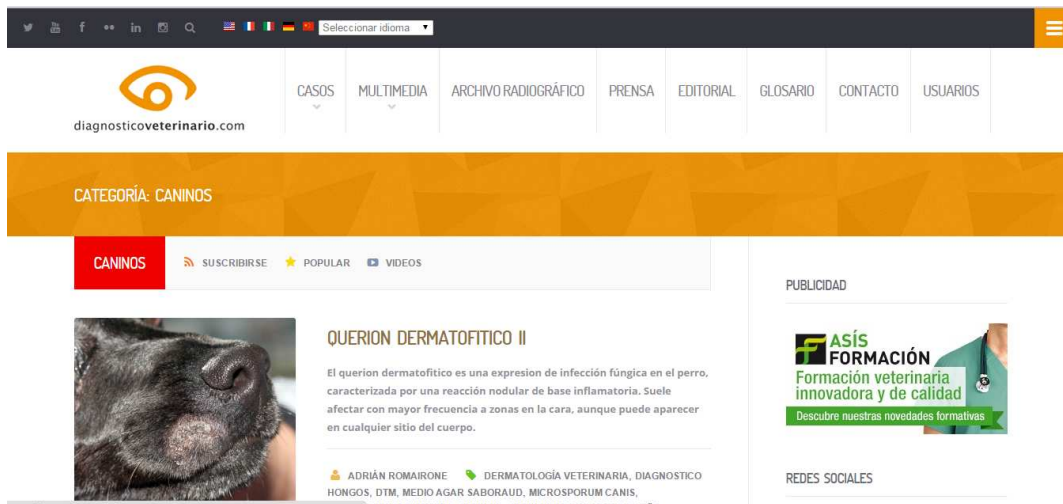 Seleccionar idioma
diagnosticoveterinario.com
CASOS
MULTIMEDIA
ARCHIVO RADIOGRÁFICO
PRENSA
EDITORIAL
GLOSARIO
CONTACTO
USUARIOS
CATEGORÍA: CANINOS
CANINOS
SUSCRIBIRSE
POPULAR
VIDEOS
QUERION DERMATOFITICO II
El querion dermatofitico es una expresion de infección fúngica en el perro,
caracterizada por una reacción nodular de base inflamatoria. Suele
afectar con mayor frecuencia a zonas en la cara, aunque puede aparecer
en cualquier sitio del cuerpo.
ADRIÁN ROMAIRONE
DERMATOLOGÍA VETERINARIA, DIAGNOSTICO
HONGOS, DTM, MEDIO AGAR SABORAUD, MICROSPORUM CANIS,
PUBLICIDAD
ASÍS
FORMACIÓN
Formación veterinaria
innovadora y de calidad
Descubre nuestras novedades formativas
REDES SOCIALES